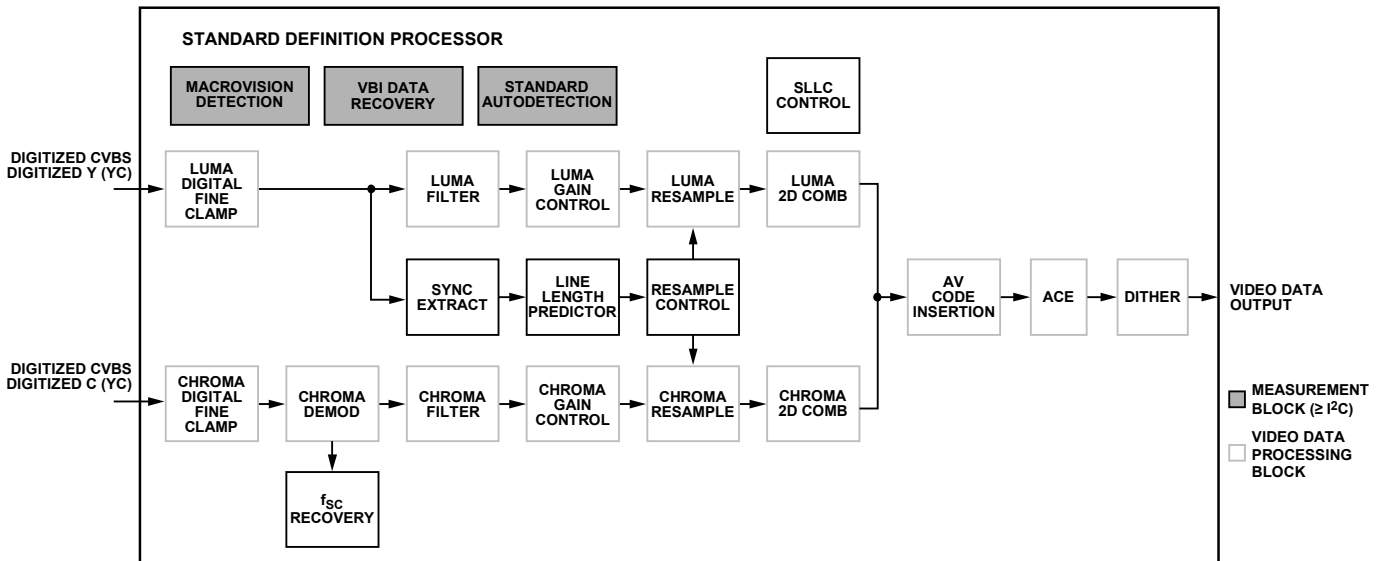 STANDARD DEFINITION PROCESSOR
MACROVISION
DETECTION
VBI DATA
RECOVERY
STANDARD
AUTODETECTION
SLLC
CONTROL
DIGITIZED CVBS
DIGITIZED Y (YC)
LUMA
DIGITAL
FINE
CLAMP
LUMA
FILTER
LUMA
GAIN
CONTROL
LUMA
RESAMPLE
LUMA
2D COMB
SYNC
EXTRACT
LINE
LENGTH
PREDICTOR
RESAMPLE
CONTROL
AV
CODE
INSERTION
ACE
DITHER
VIDEO DATA
OUTPUT
DIGITIZED CVBS
DIGITIZED C (YC)
CHROMA
DIGITAL
FINE
CLAMP
CHROMA
DEMOD
CHROMA
FILTER
CHROMA
GAIN
CONTROL
CHROMA
RESAMPLE
CHROMA
2D COMB
fSC
RECOVERY
MEASUREMENT
BLOCK (≥ I²C)
VIDEO DATA
PROCESSING
BLOCK